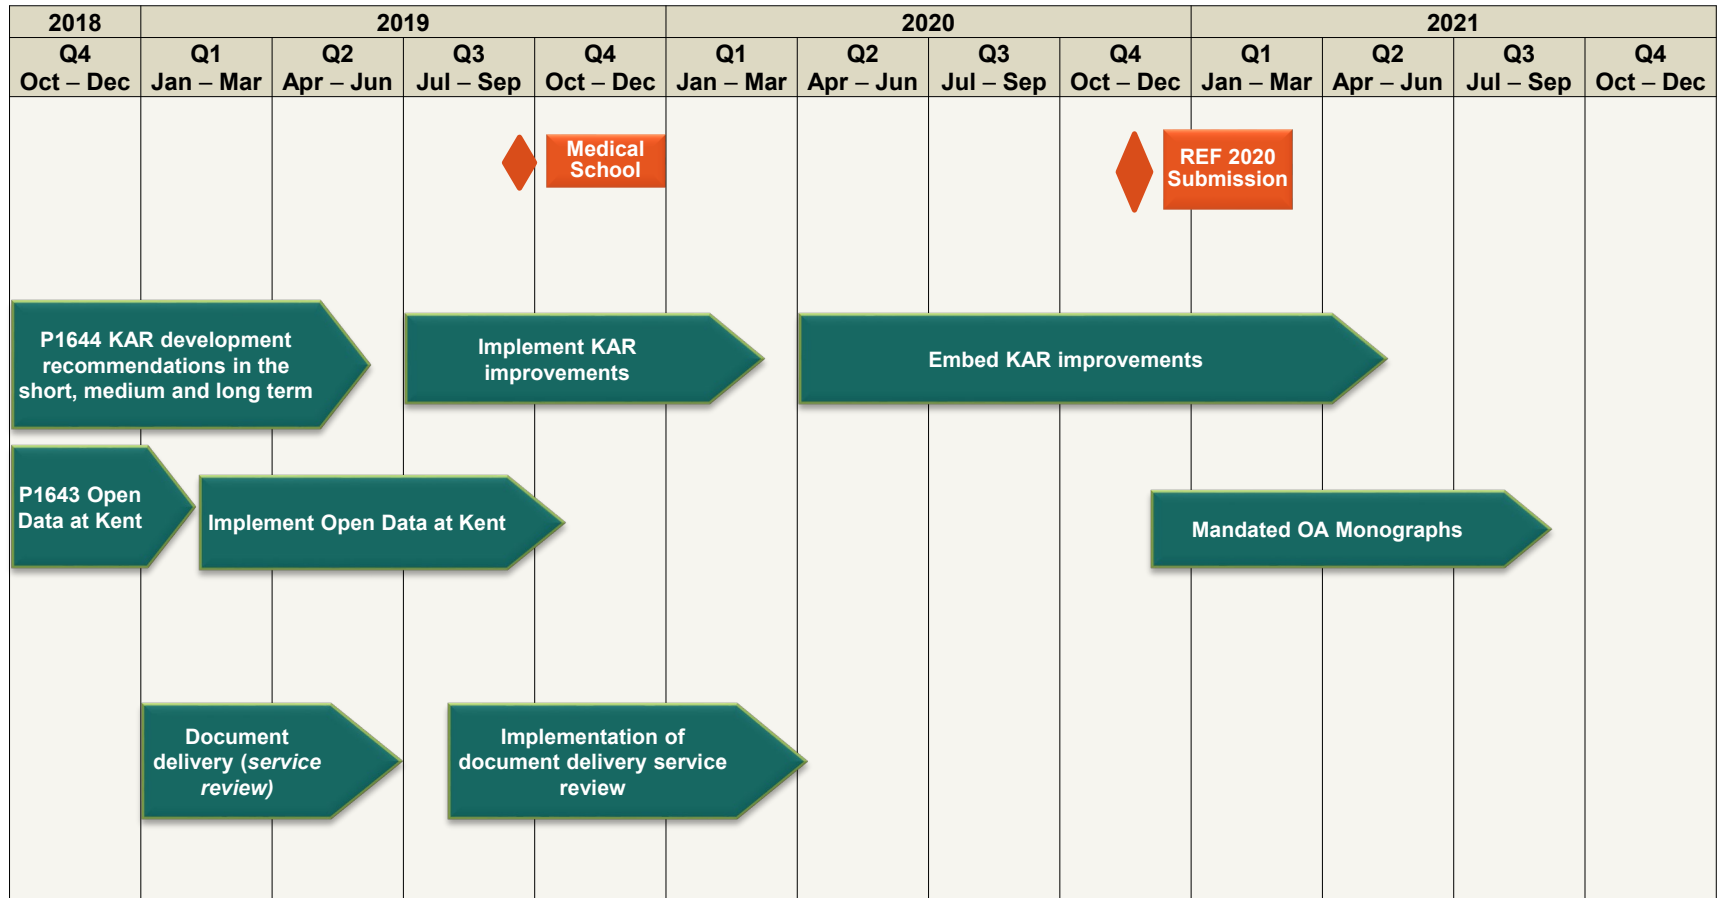 2018 2019 2020 2021
Q4 Q1 Q2 Q3 Q4 Q1 Q2 Q3 Q4 Q1 Q2 Q3 Q4
Oct – Dec Jan – Mar Apr – Jun Jul – Sep Oct – Dec Jan – Mar Apr – Jun Jul – Sep Oct – Dec Jan – Mar Apr – Jun Jul – Sep Oct – Dec
Medical
School
REF 2020
Submission
P1644 KAR development
recommendations in the
short, medium and long term
Implement KAR
improvements
Embed KAR improvements
P1643 Open
Data at Kent
Implement Open Data at Kent
Mandated OA Monographs
Document
delivery (service
review)
Implementation of
document delivery service
review